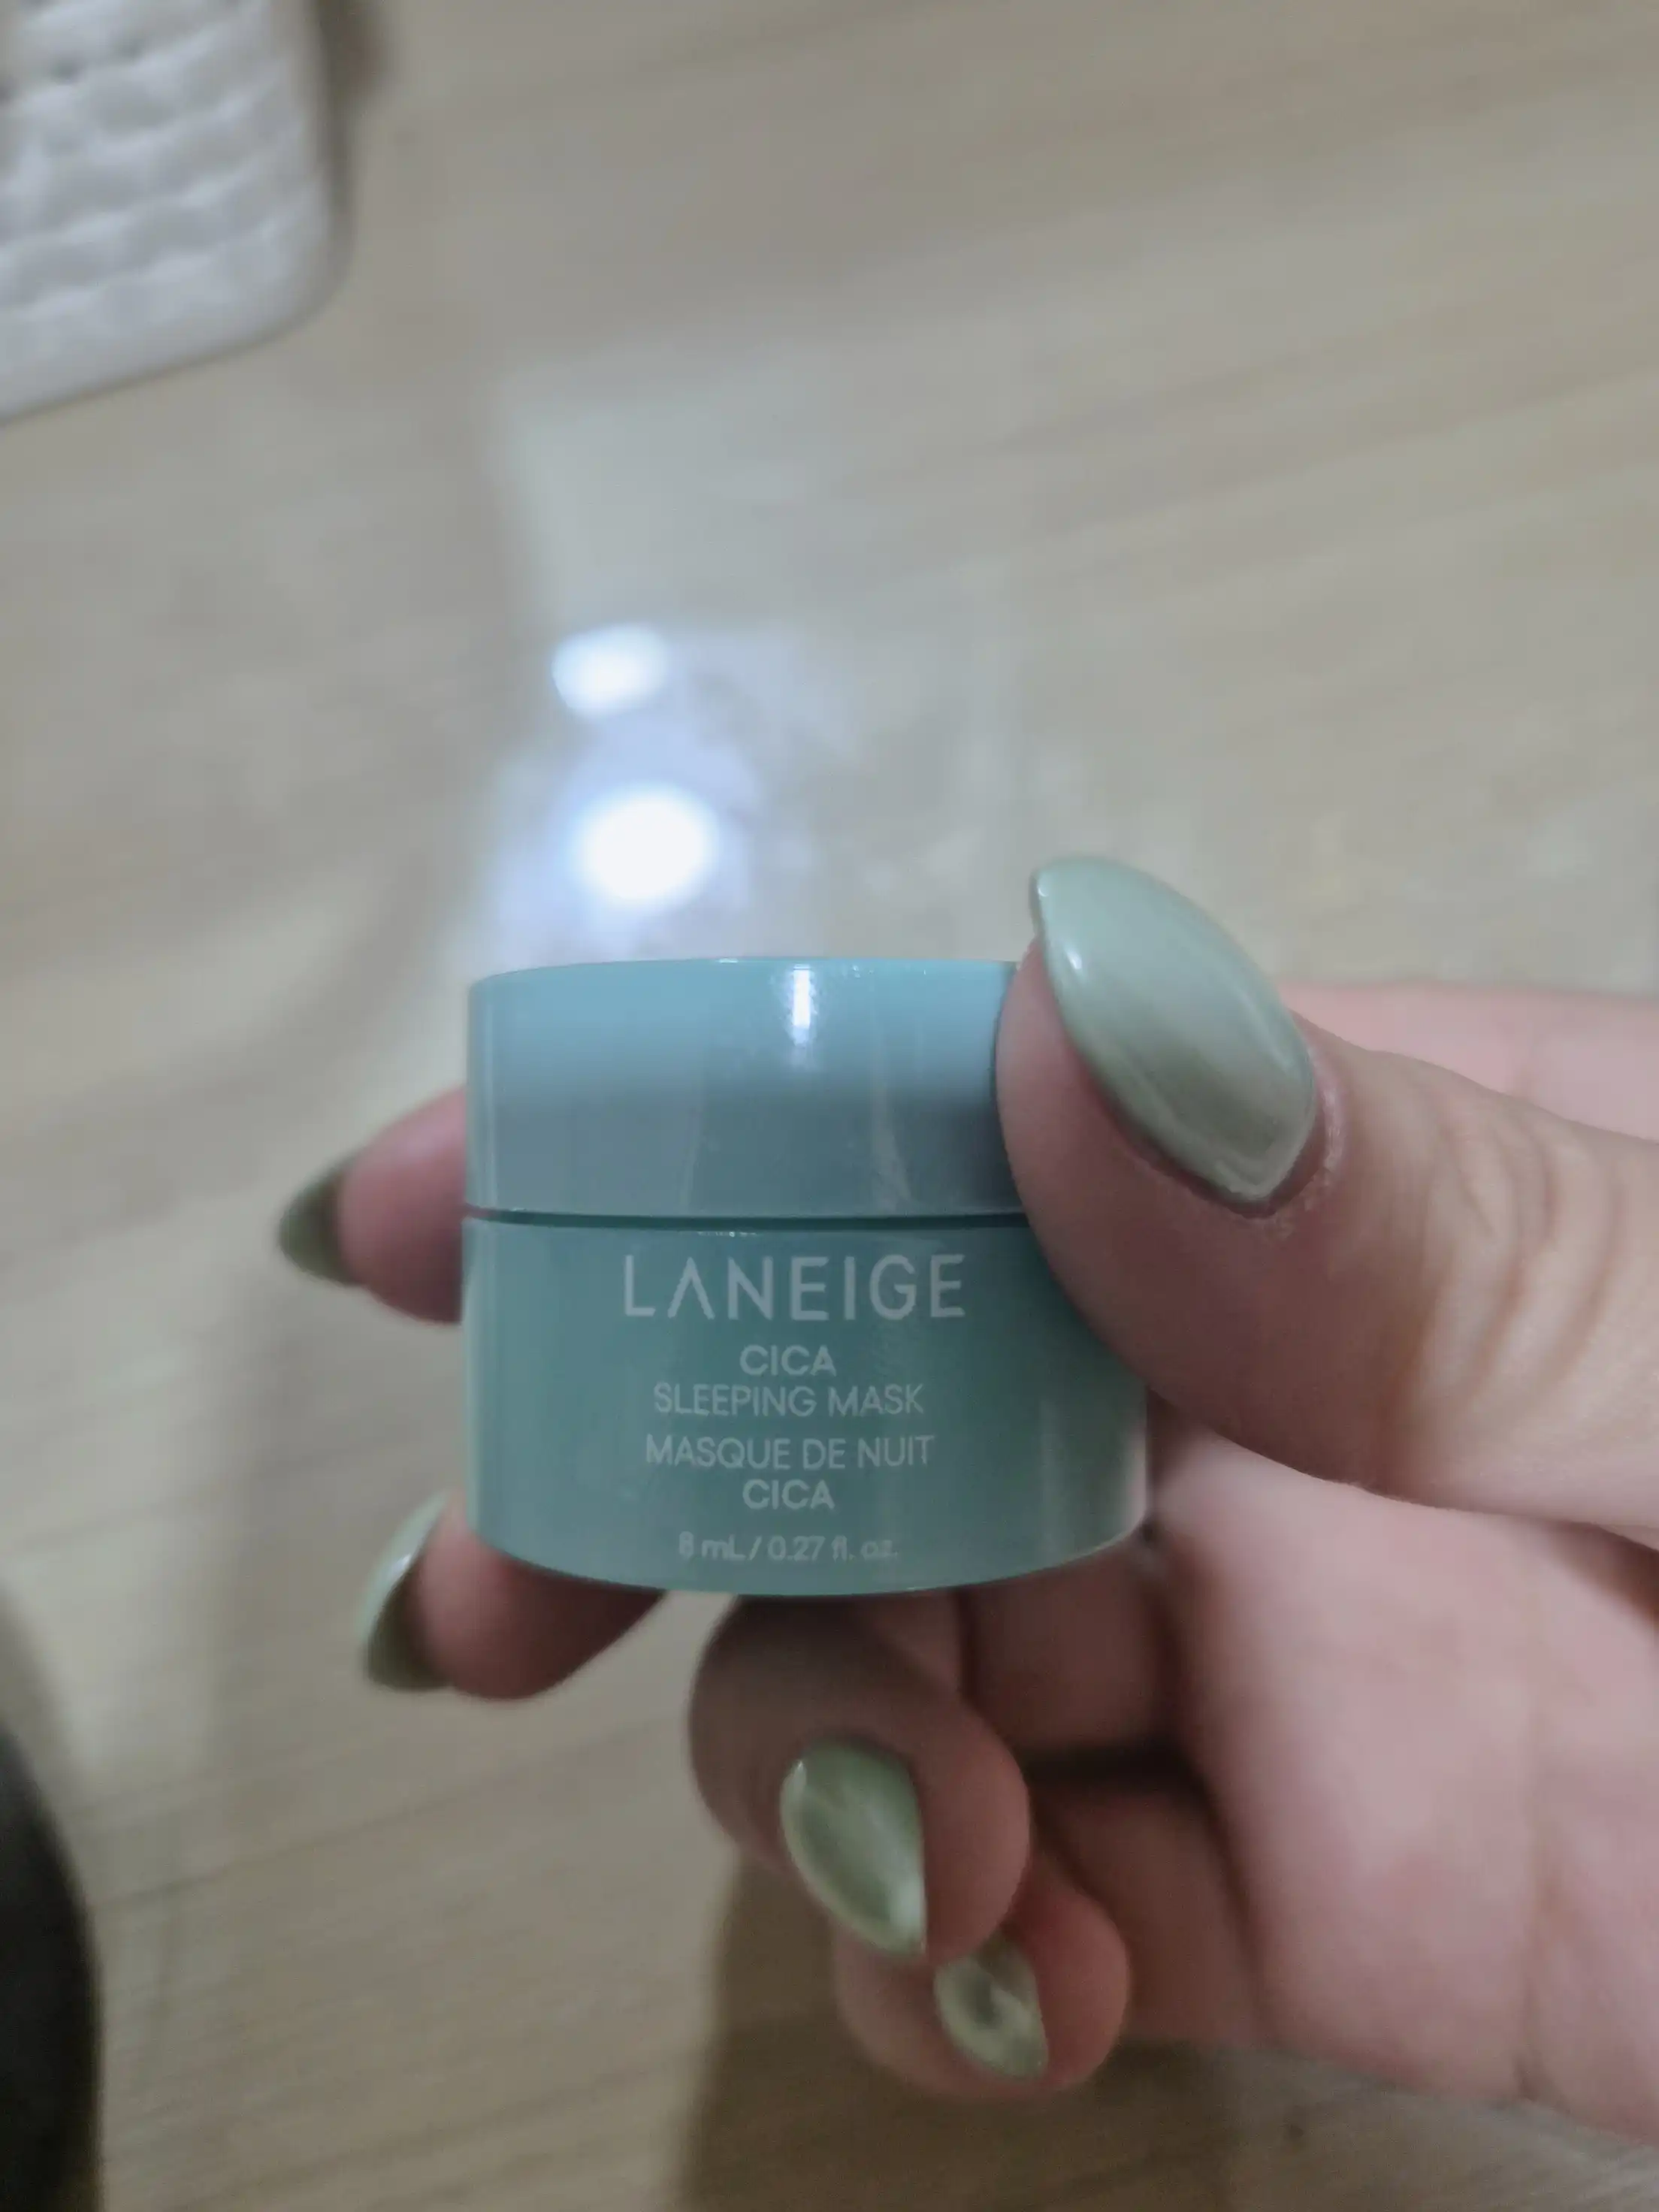 LANEIGE
CICA
SLEEPING MASK
MASQUE DE NUIT
CICA
8 mL / 0.27 fl. oz.